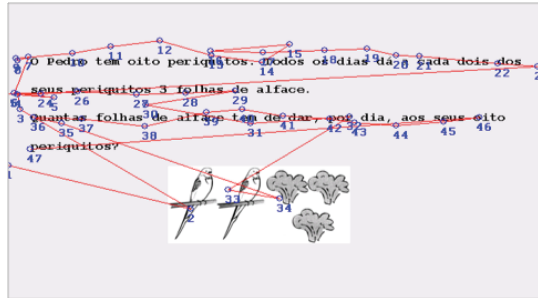 O Pedro tem oito periquitos. Todos os dias dá a cada dois dos
seus periquitos 3 folhas de alface.
Quantas folhas de alface tem de dar, por dia, aos seus oito
periquitos?